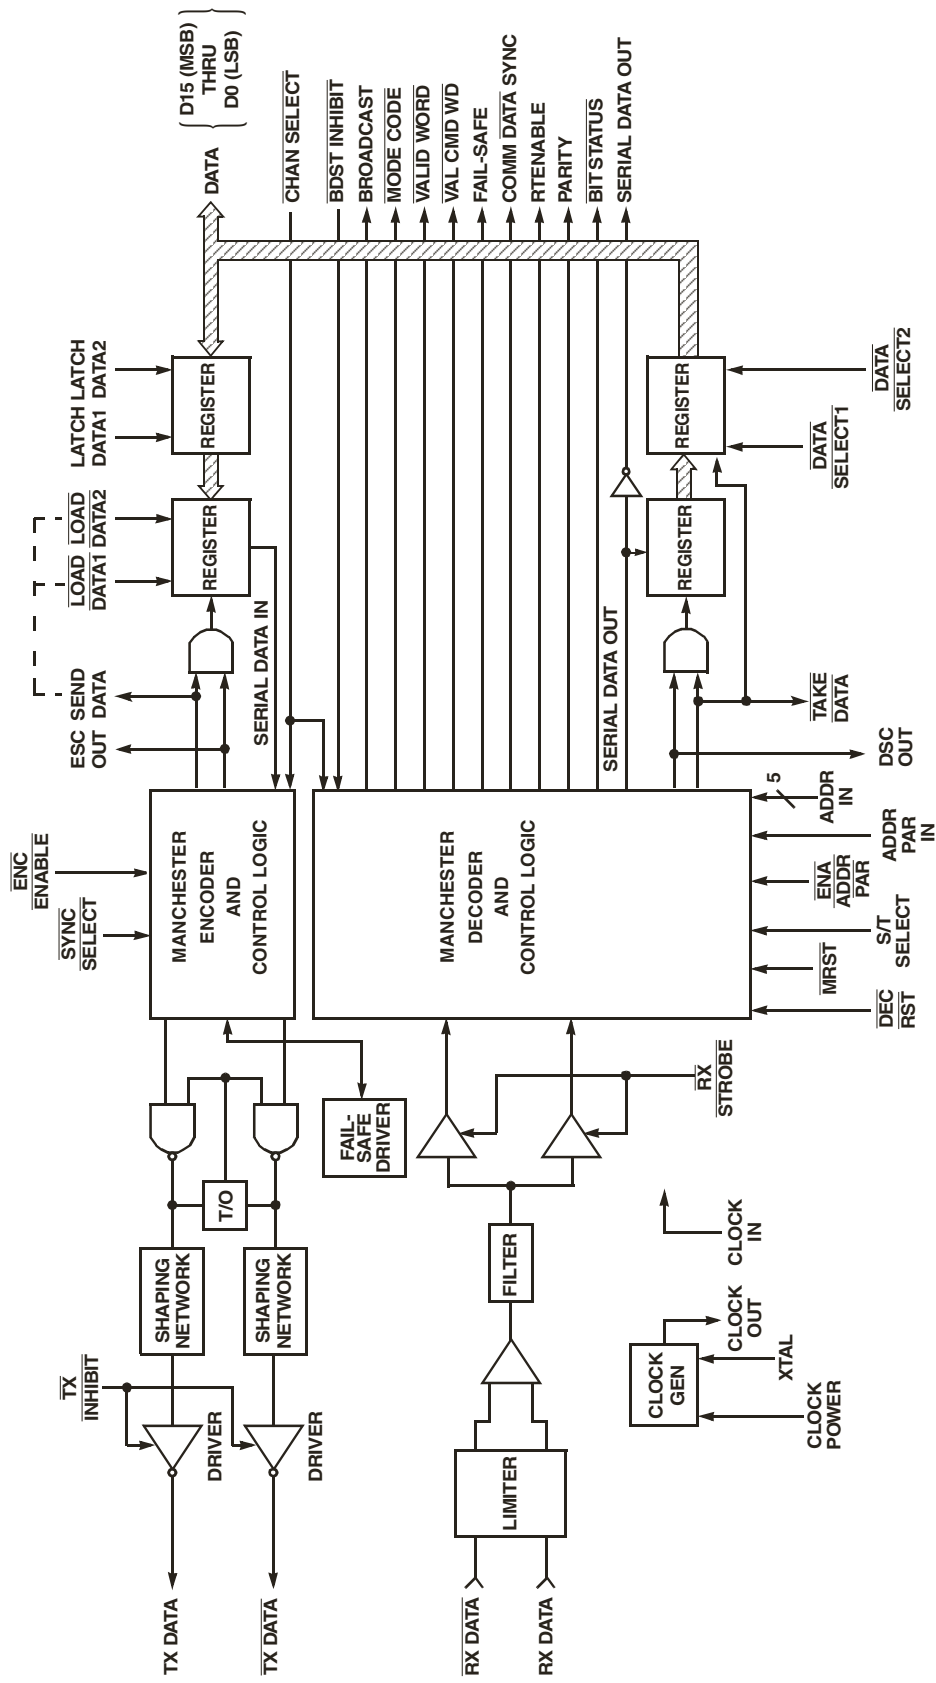 D15 (MSB)
THRU
D0 (LSB)
DATA
CHAN SELECT
BDST INHIBIT
BROADCAST
MODE CODE
VALID WORD
VAL CMD WD
FAIL-SAFE
COMM DATA SYNC
RTENABLE
PARITY
BIT STATUS
SERIAL DATA OUT
LATCH
DATA2
LATCH
DATA1
LOAD
DATA2
LOAD
DATA1
SEND
DATA
ESC
OUT
REGISTER
REGISTER
SERIAL DATA IN
REGISTER
REGISTER
SERIAL DATA OUT
DATA
SELECT2
DATA
SELECT1
TAKE
DATA
DSC
OUT
ENC
ENABLE
SYNC
SELECT
MANCHESTER
ENCODER
AND
CONTROL LOGIC
MANCHESTER
DECODER
AND
CONTROL LOGIC
5
ADDR
IN
ADDR
PAR
IN
ENA
ADDR
PAR
S/T
SELECT
MRST
DEC
RST
FAIL-
SAFE
DRIVER
RX
STROBE
T/O
SHAPING
NETWORK
SHAPING
NETWORK
FILTER
CLOCK
IN
CLOCK
OUT
CLOCK
GEN
XTAL
CLOCK
POWER
TX
INHIBIT
DRIVER
DRIVER
LIMITER
TX DATA
TX DATA
RX DATA
RX DATA